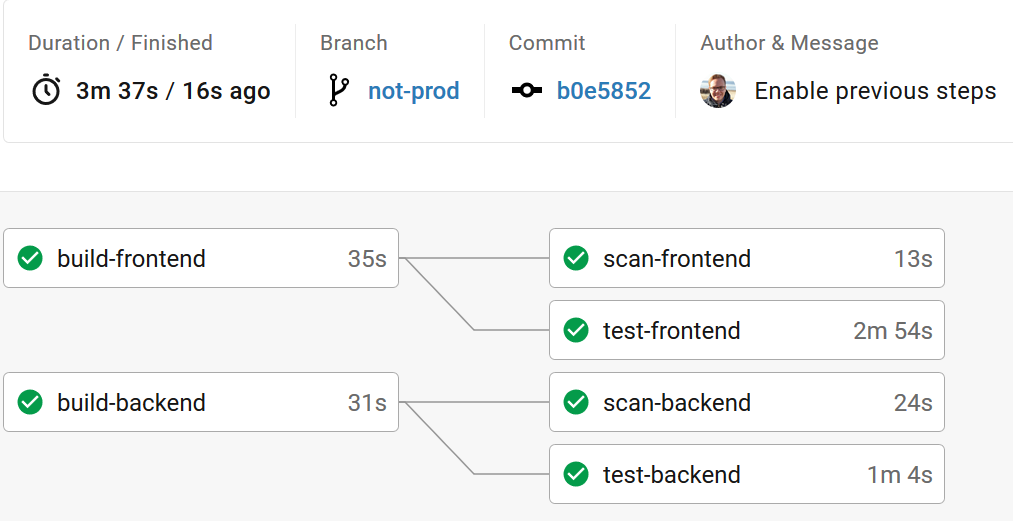 Duration / Finished
3m 37s / 16s ago
Branch
not-prod
Commit
b0e5852
Author & Message
Enable previous steps
build-frontend 35s
scan-frontend 13s
test-frontend 2m 54s
build-backend 31s
scan-backend 24s
test-backend 1m 4s